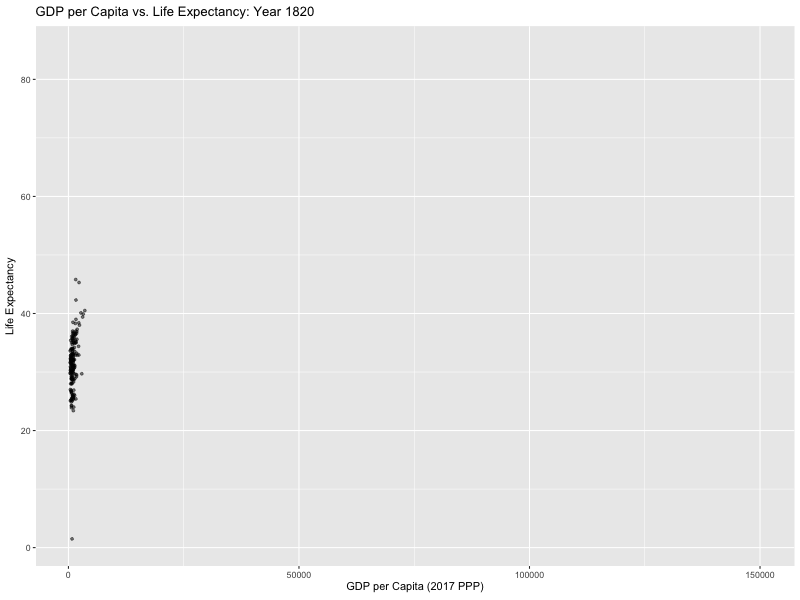 GDP per Capita vs. Life Expectancy: Year 1820
80
60
40
20
0
Life Expectancy
0 50000 100000 150000
GDP per Capita (2017 PPP)